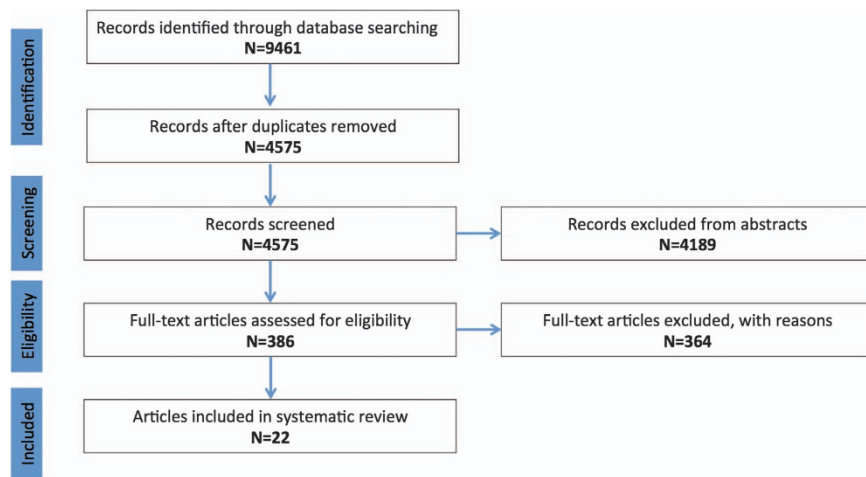 Identification
Records identified through database searching
N=9461
Records after duplicates removed
N=4575
Screening
Records screened
N=4575
Records excluded from abstracts
N=4189
Eligibility
Full-text articles assessed for eligibility
N=386
Full-text articles excluded, with reasons
N=364
Included
Articles included in systematic review
N=22